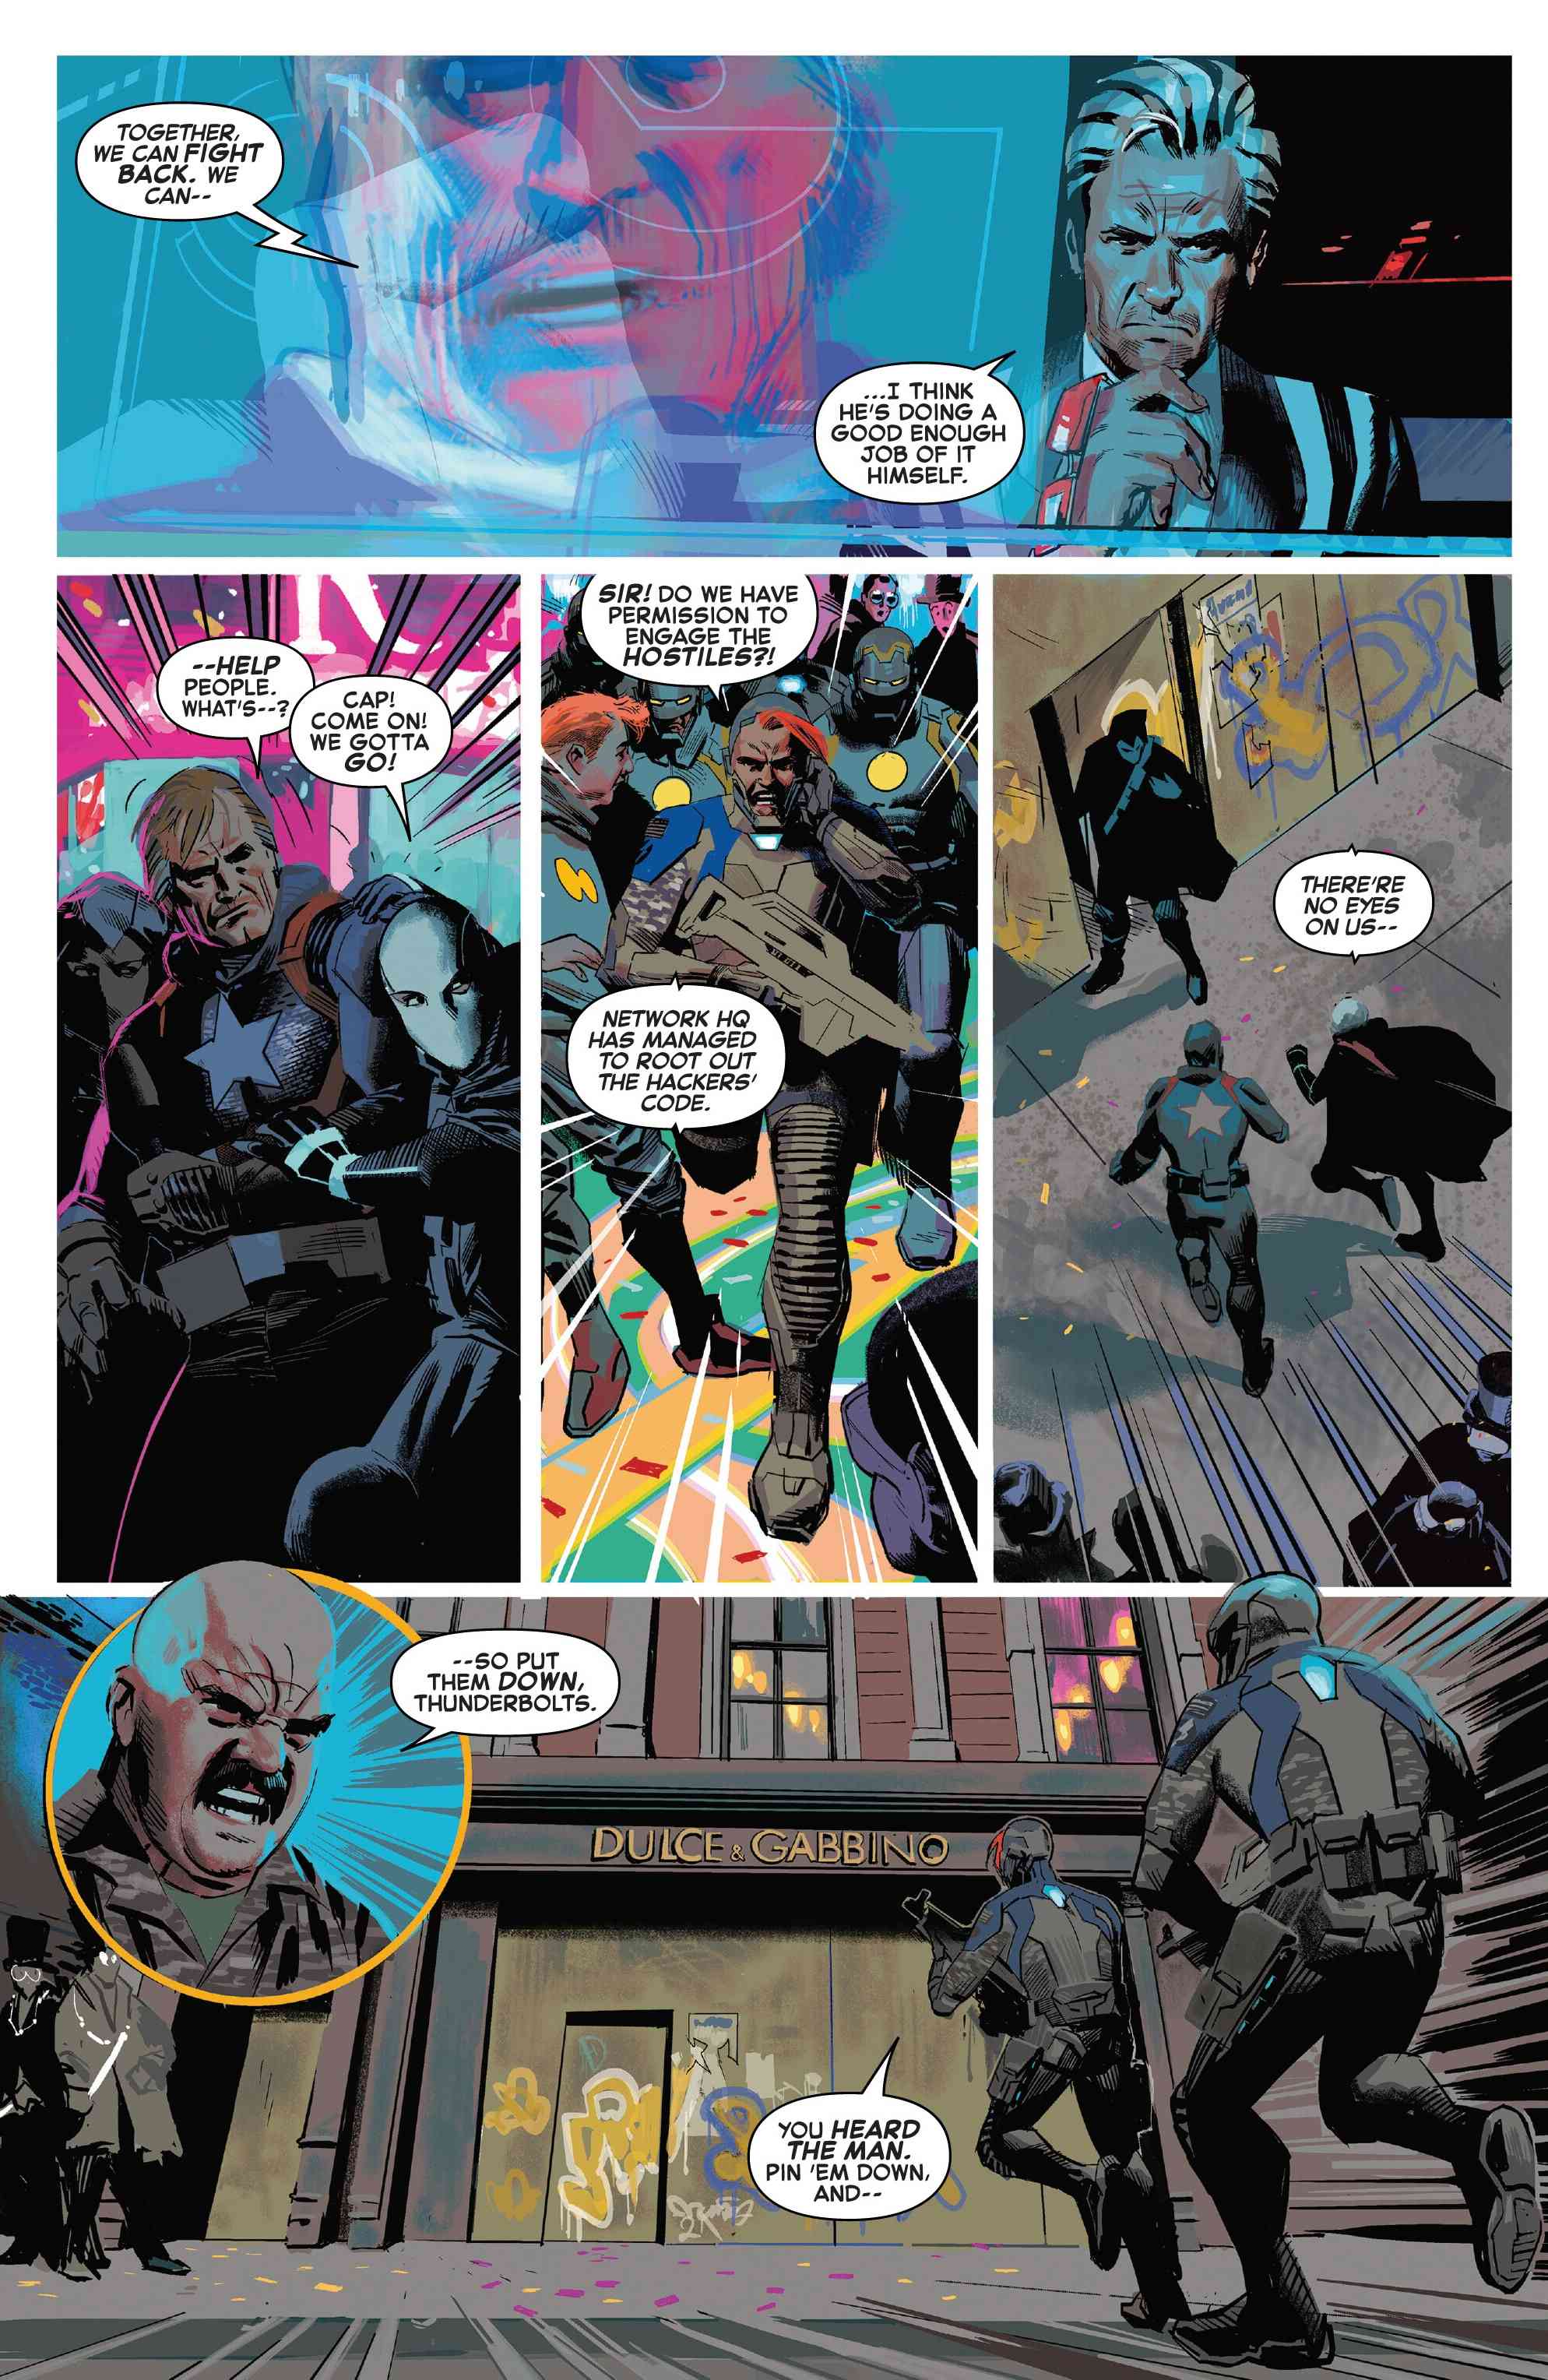 TOGETHER,
WE CAN FIGHT
BACK. WE
CAN--
...I THINK
HE'S DOING A
GOOD ENOUGH
JOB OF IT
HIMSELF.
--HELP
PEOPLE.
WHAT'S--?
CAP!
COME ON!
WE GOTTA
GO!
SIR! DO WE HAVE
PERMISSION TO
ENGAGE THE
HOSTILES?!
NETWORK HQ
HAS MANAGED
TO ROOT OUT
THE HACKERS'
CODE.
THERE'RE
NO EYES
ON US--
--SO PUT
THEM DOWN,
THUNDERBOLTS.
DULCE & GABBINO
YOU HEARD
THE MAN.
PIN 'EM DOWN,
AND--